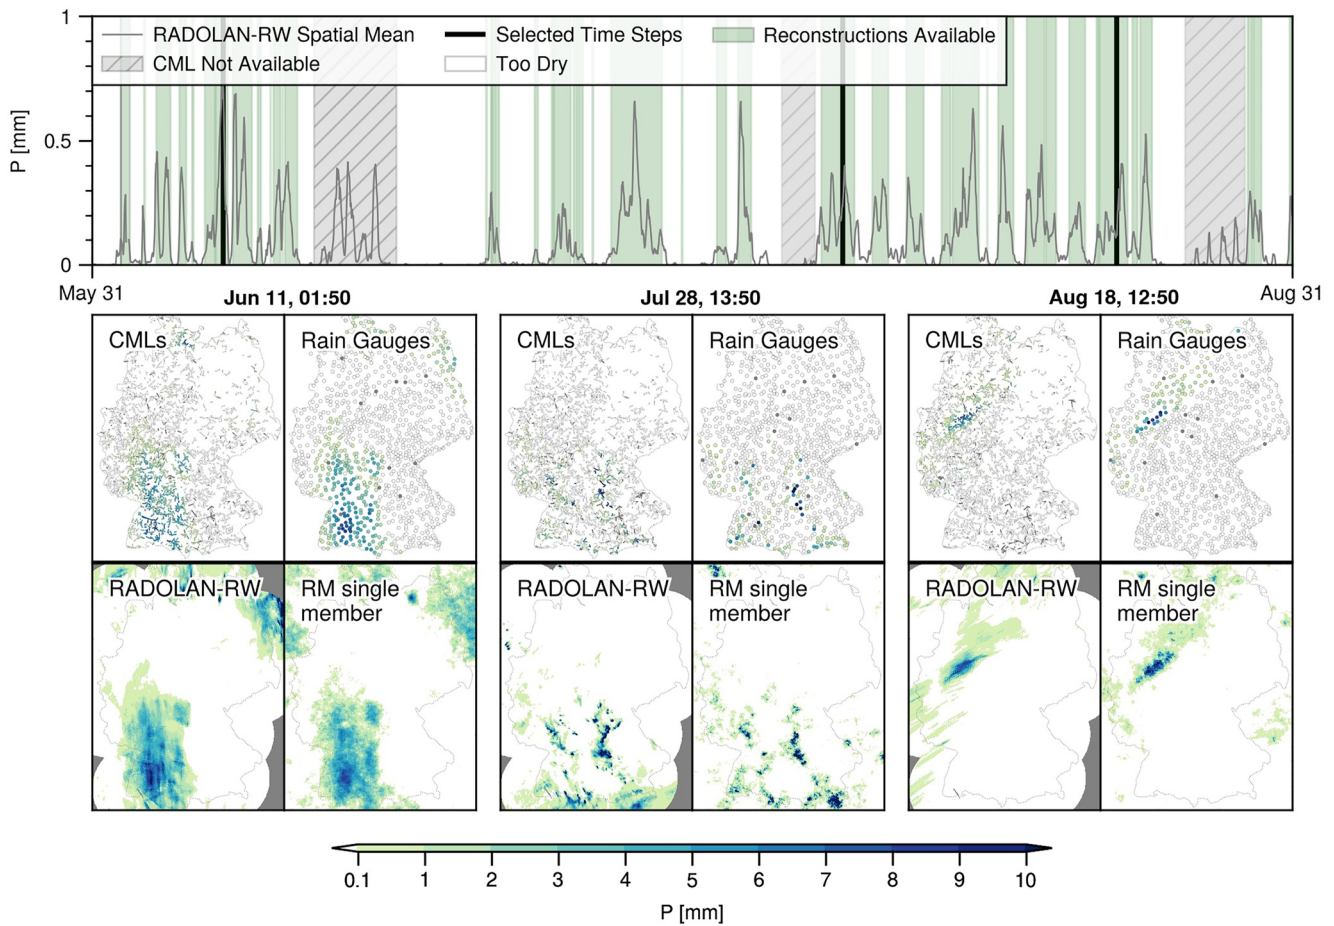 1
RADOLAN-RW Spatial Mean
Selected Time Steps
Reconstructions Available
CML Not Available
Too Dry
P [mm]
0.5
0
May 31
Aug 31
Jun 11, 01:50
Jul 28, 13:50
Aug 18, 12:50
CMLs
Rain Gauges
CMLs
Rain Gauges
CMLs
Rain Gauges
RADOLAN-RW
RM single
member
RADOLAN-RW
RM single
member
RADOLAN-RW
RM single
member
0.1 1 2 3 4 5 6 7 8 9 10
P [mm]